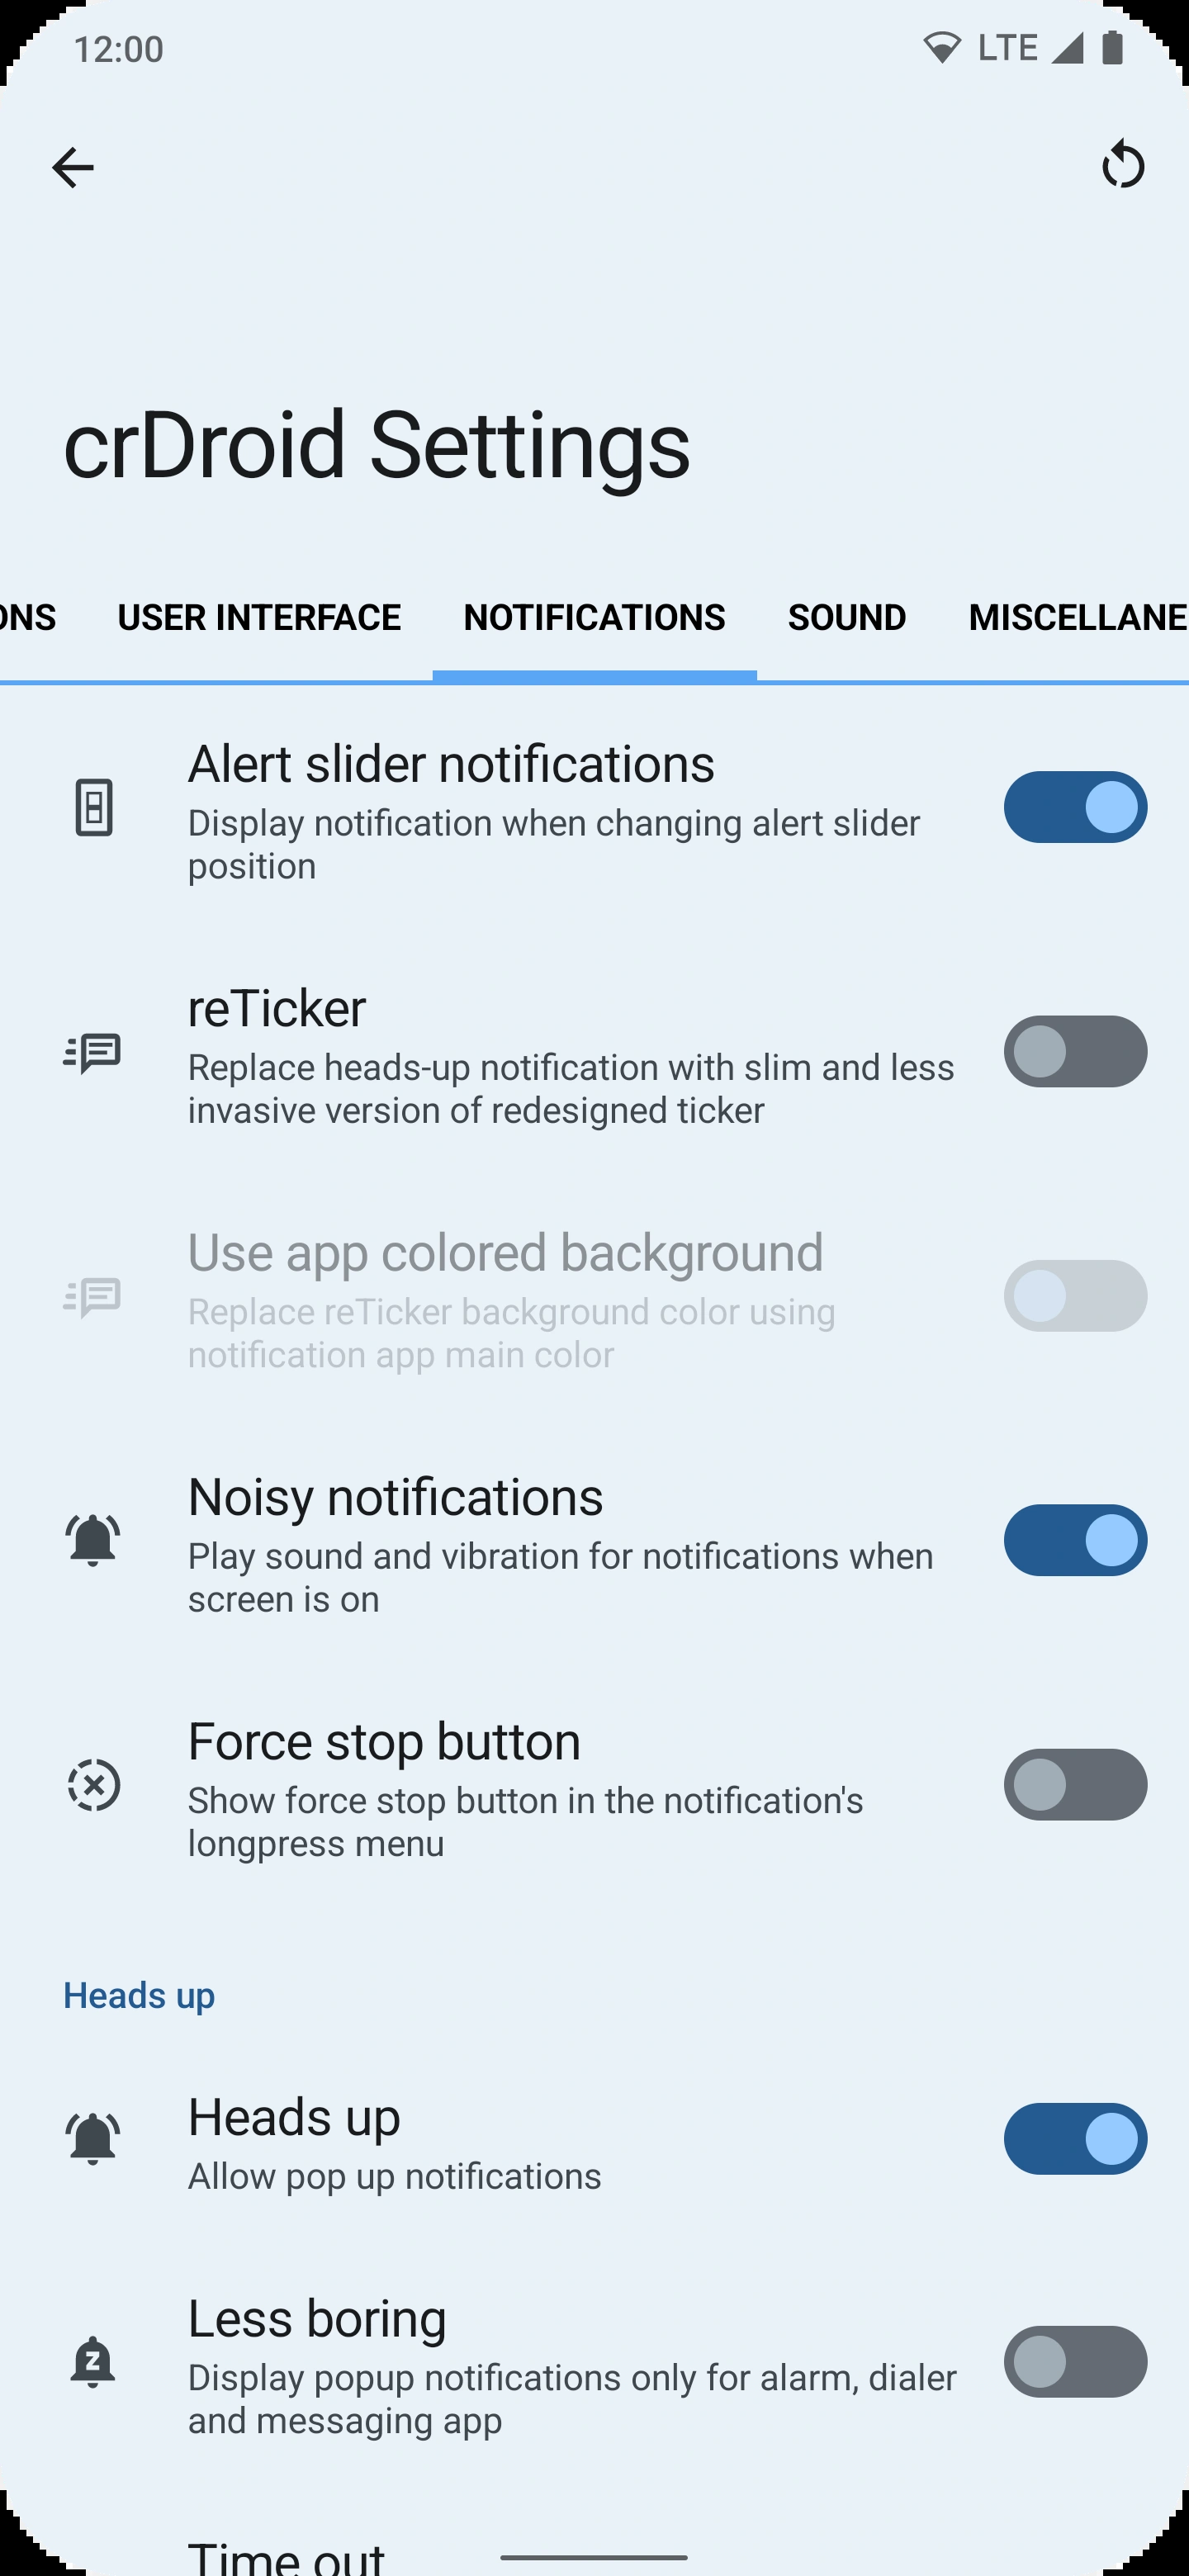 12:00 LTE
crDroid Settings
ONS USER INTERFACE NOTIFICATIONS SOUND MISCELLANE
Alert slider notifications
Display notification when changing alert slider
position
reTicker
Replace heads-up notification with slim and less
invasive version of redesigned ticker
Use app colored background
Replace reTicker background color using
notification app main color
Noisy notifications
Play sound and vibration for notifications when
screen is on
Force stop button
Show force stop button in the notification's
longpress menu
Heads up
Heads up
Allow pop up notifications
Less boring
Display popup notifications only for alarm, dialer
and messaging app
Time out